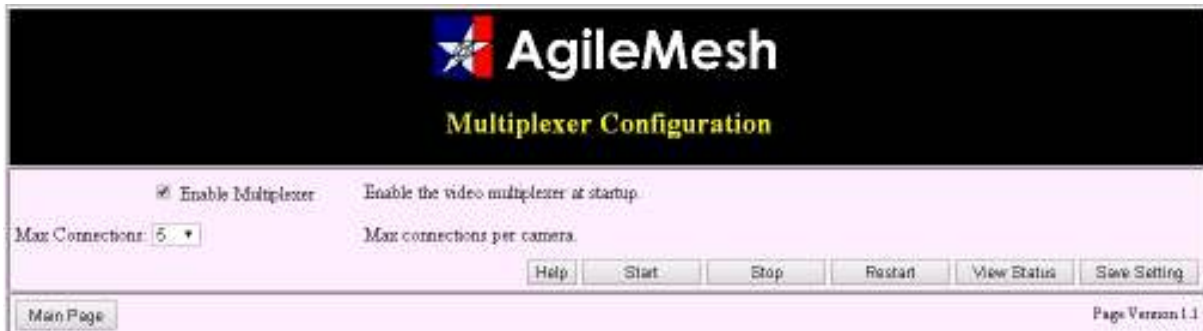 AgileMesh
Multiplexer Configuration
Enable Multiplexer Enable the video multiplexer at startup.
Max Connections: Max connections per camera.
Help Start Stop Restart View Status Save Setting
Main Page Page Version 1.1